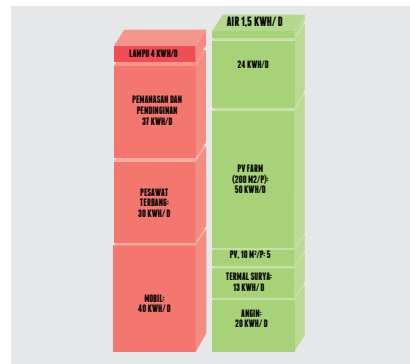 LAMPU 4 KWH/D
PEMANASAN DAN
PENDINGINAN
37 KWH/D
PESAWAT
TERBANG:
30 KWH/D
MOBIL:
40 KWH/D
AIR 1,5 KWH/D
24 KWH/D
PV FARM
(200 M2/P):
50 KWH/D
PV, 10 M²/P: 5
TERMAL SURYA:
13 KWH/D
ANGIN:
20 KWH/D